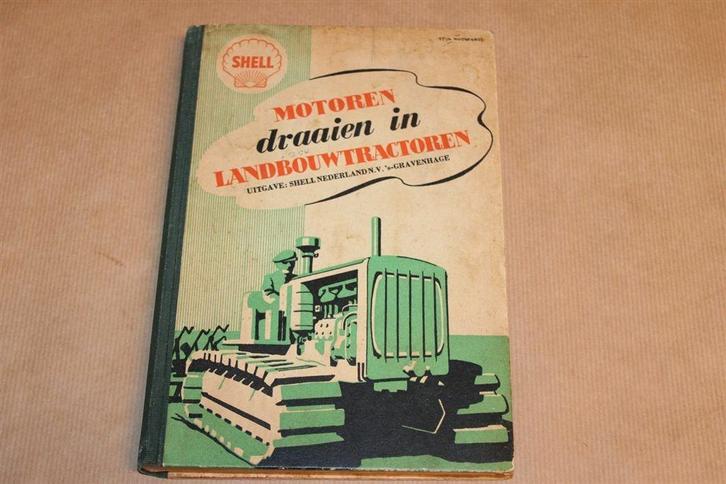 SHELL
MOTOREN
draaien in
LANDBOUWTRACTOREN
UITGAVE: SHELL NEDERLAND N.V. 's-GRAVENHAGE